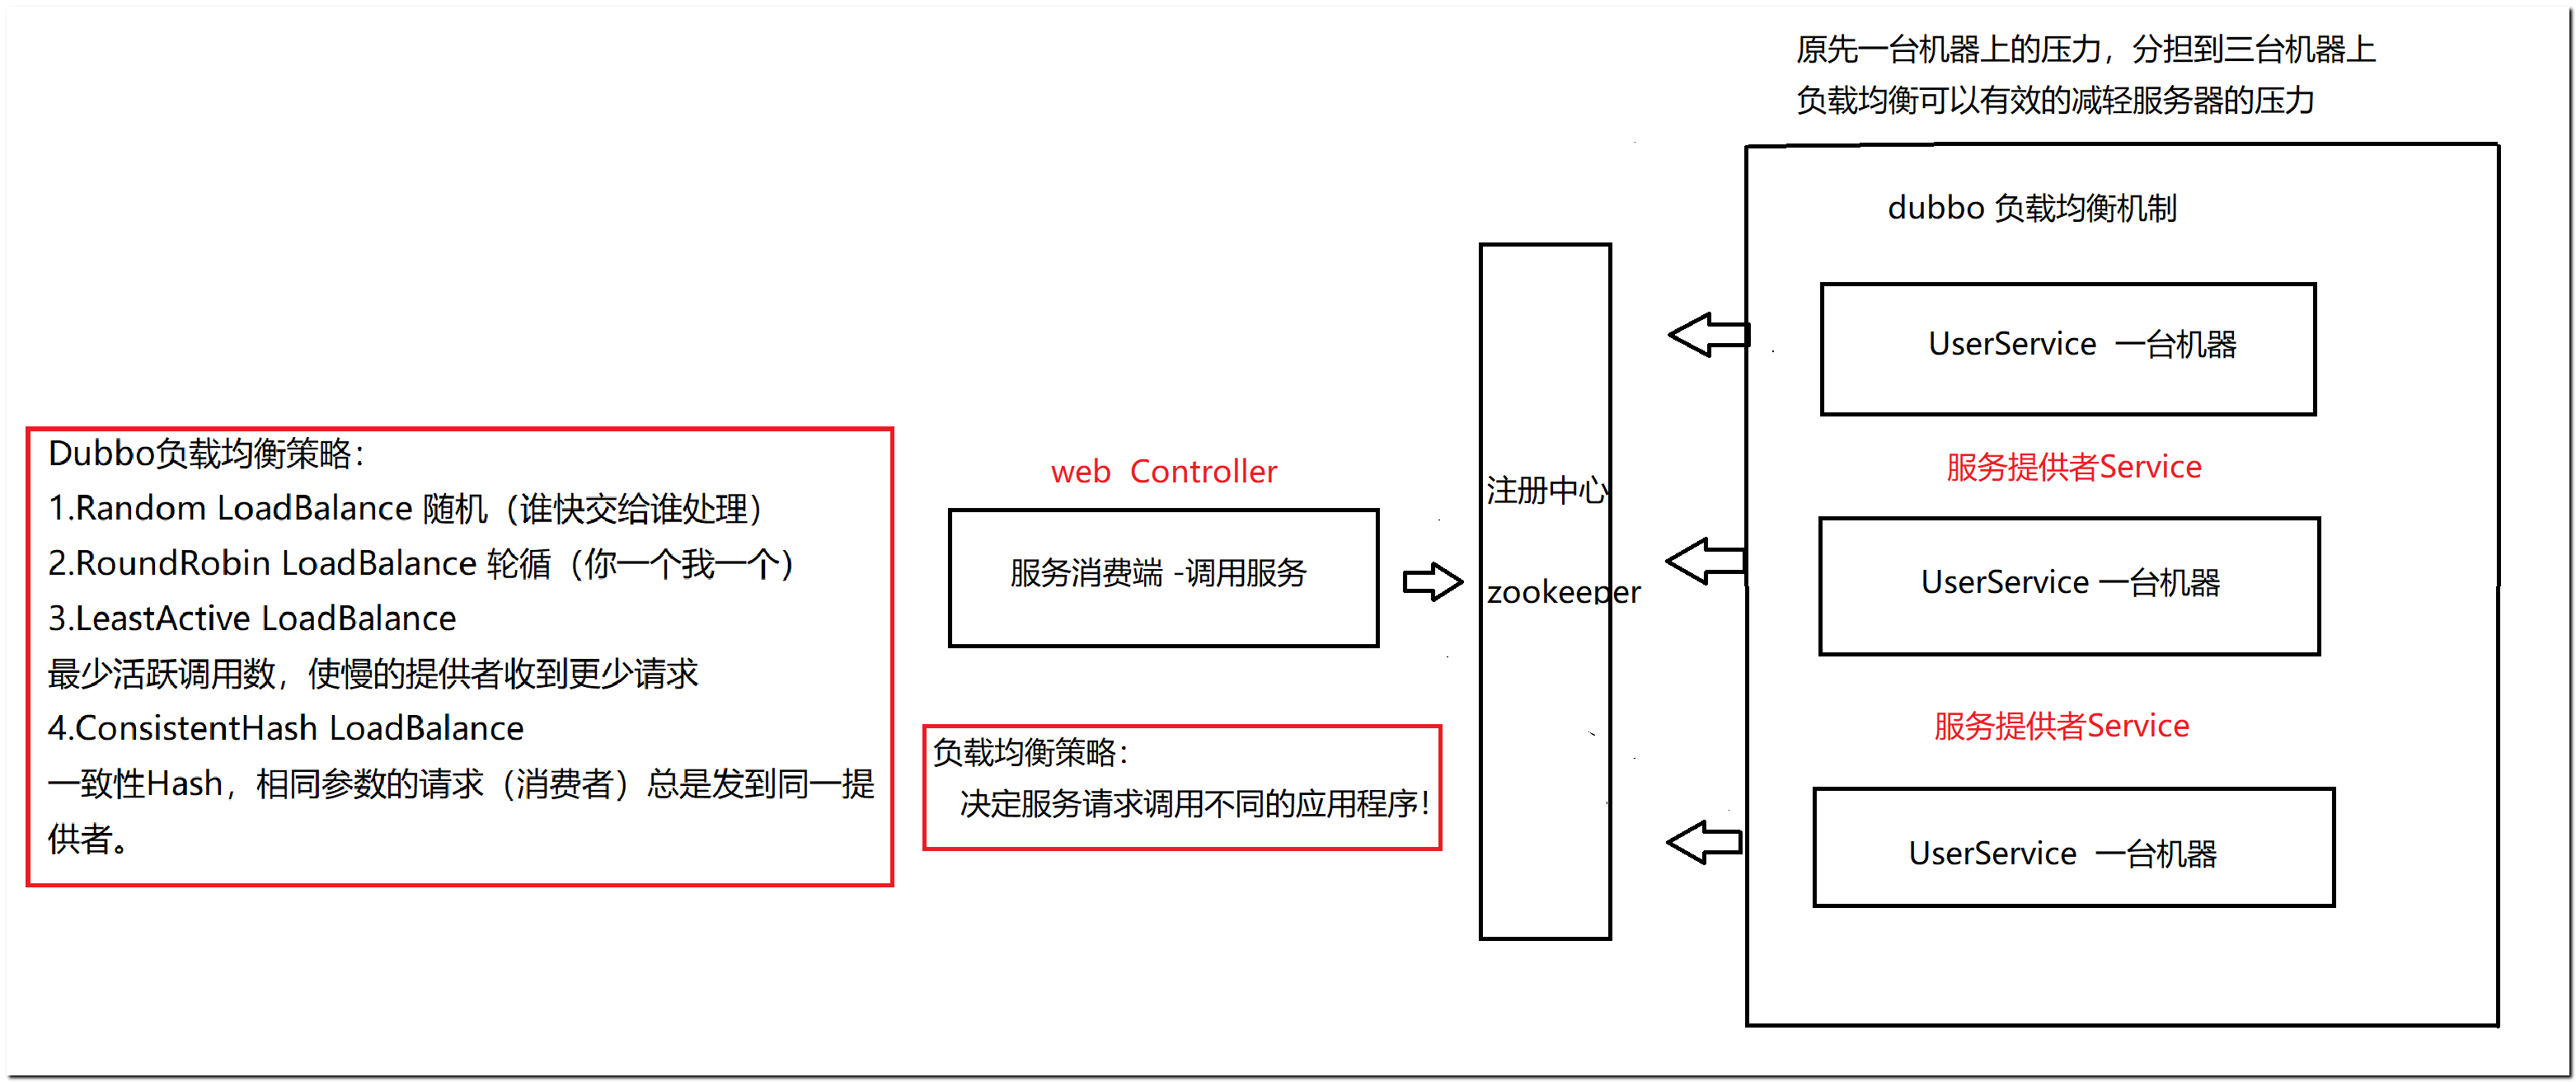 原先一台机器上的压力，分担到三台机器上
负载均衡可以有效的减轻服务器的压力
dubbo 负载均衡机制
UserService 一台机器
服务提供者Service
UserService 一台机器
服务提供者Service
UserService 一台机器
注册中心
zookeeper
web Controller
服务消费端 -调用服务
负载均衡策略：
决定服务请求调用不同的应用程序！
Dubbo负载均衡策略：
1.Random LoadBalance 随机（谁快交给谁处理）
2.RoundRobin LoadBalance 轮循（你一个我一个）
3.LeastActive LoadBalance
最少活跃调用数，使慢的提供者收到更少请求
4.ConsistentHash LoadBalance
一致性Hash，相同参数的请求（消费者）总是发到同一提
供者。